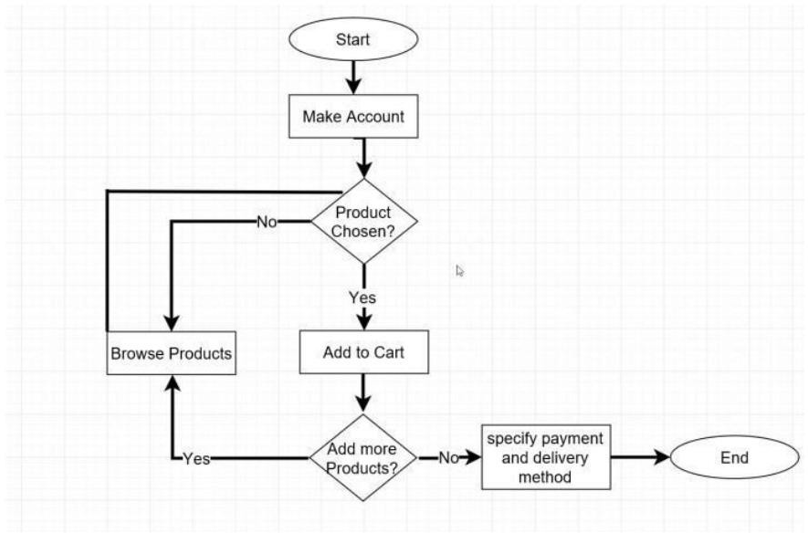 Start
Make Account
Product
Chosen?
No
Yes
Browse Products
Add to Cart
Add more
Products?
Yes
No
specify payment
and delivery
method
End